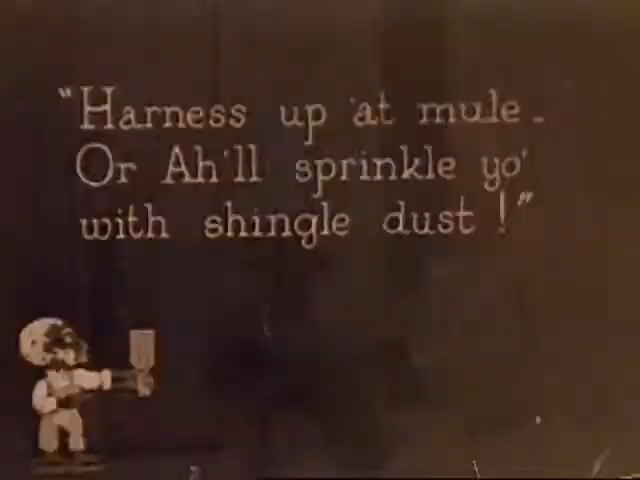 "Harness up 'at mule -
Or Ah'll sprinkle yo'
with shingle dust!"